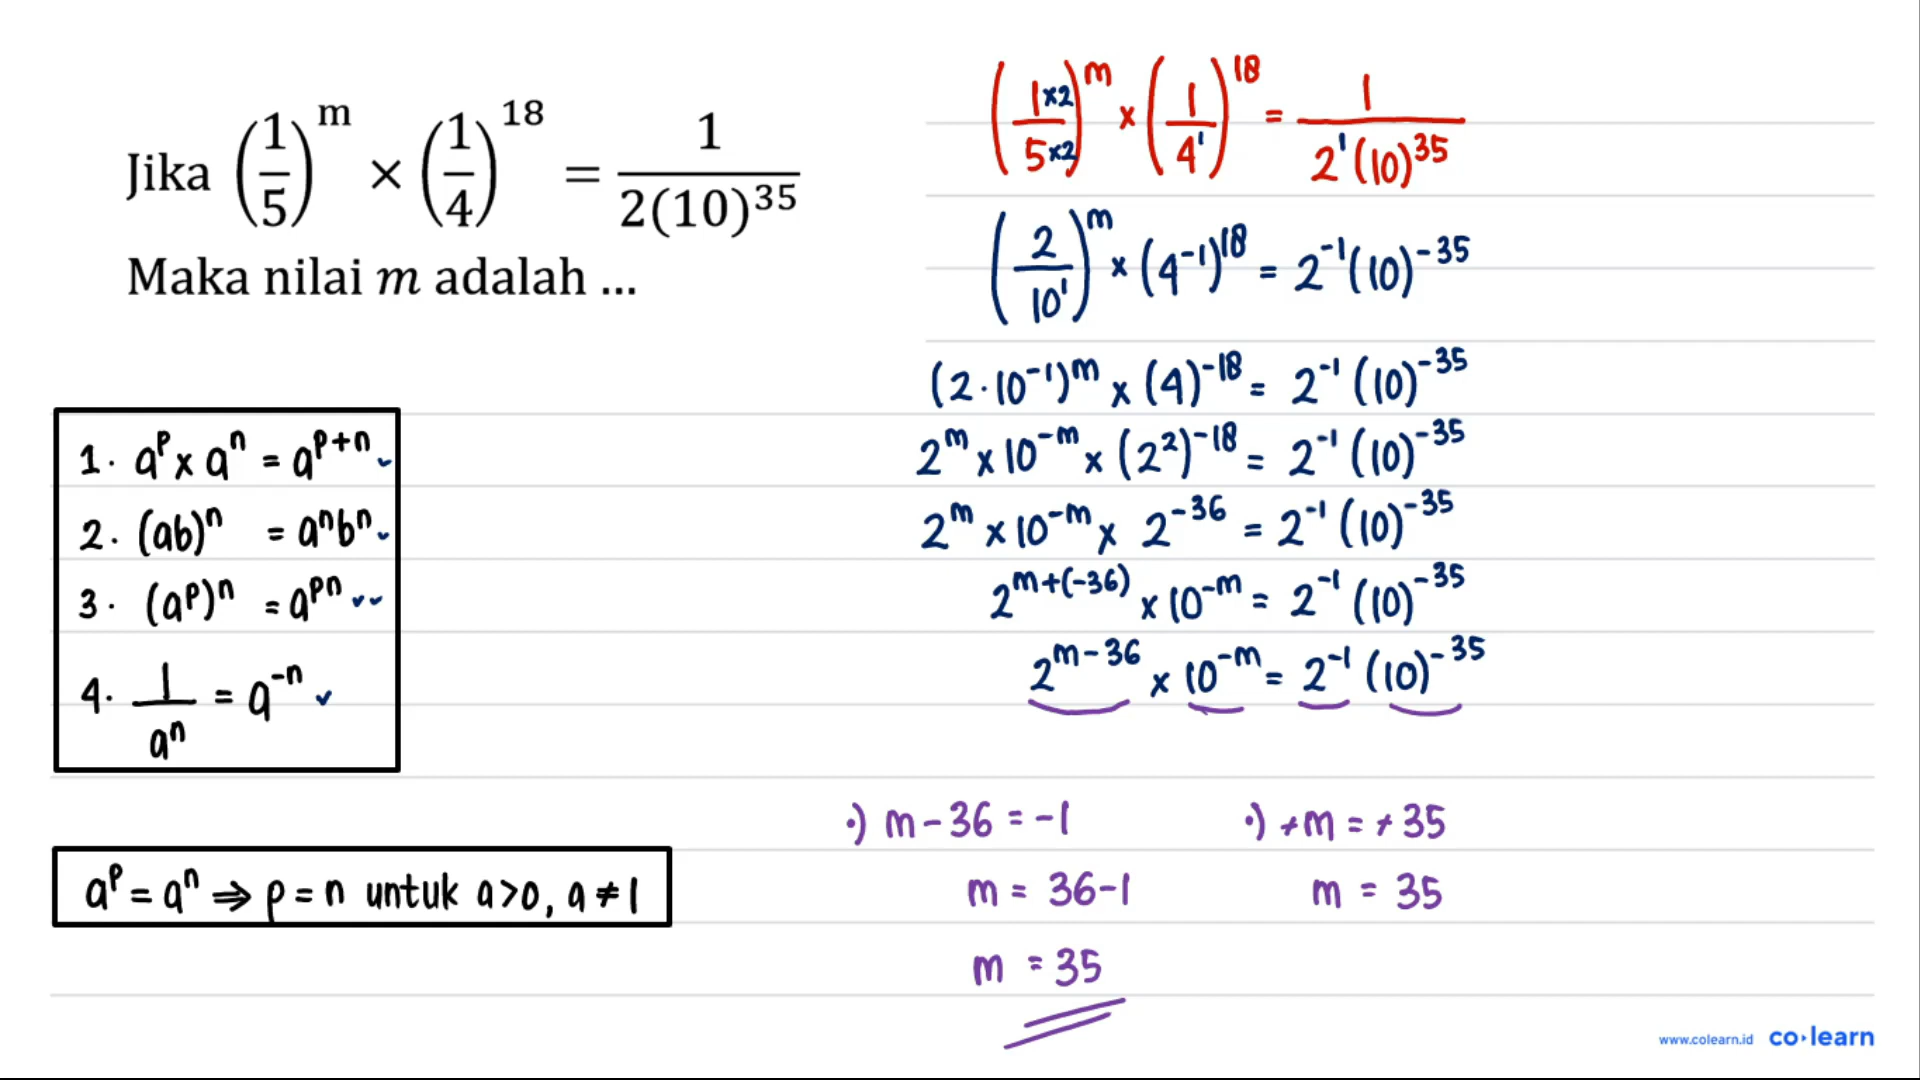 Jika (1/5)^m × (1/4)^18 = 1/(2(10)^35)
Maka nilai m adalah ...
1. a^p x a^n = a^(p+n)
2. (ab)^n = a^n b^n
3. (a^p)^n = a^(pn)
4. 1/a^n = a^(-n)
a^p = a^n ⇒ p = n untuk a>0, a≠1
(1×2/5×2)^m × (1/4^1)^18 = 1/(2^1(10)^35)
(2/10^1)^m × (4^-1)^18 = 2^-1(10)^-35
(2·10^-1)^m × (4)^-18 = 2^-1(10)^-35
2^m × 10^-m × (2^2)^-18 = 2^-1(10)^-35
2^m × 10^-m × 2^-36 = 2^-1(10)^-35
2^(m+(-36)) × 10^-m = 2^-1(10)^-35
2^(m-36) × 10^-m = 2^-1(10)^-35
·) m-36 = -1
m = 36-1
m = 35
·) +m = +35
m = 35
www.colearn.id co·learn